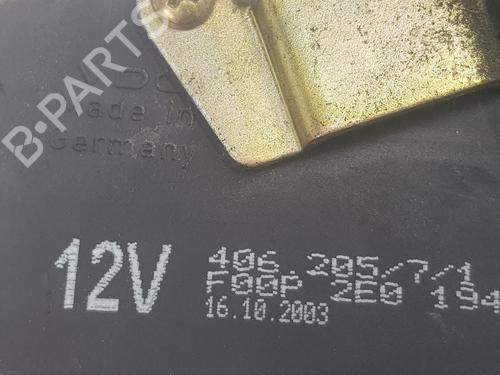 B-PARTS
Made in
Germany
12V
406 205/7/1
F00P 2E0 194
16.10.2003